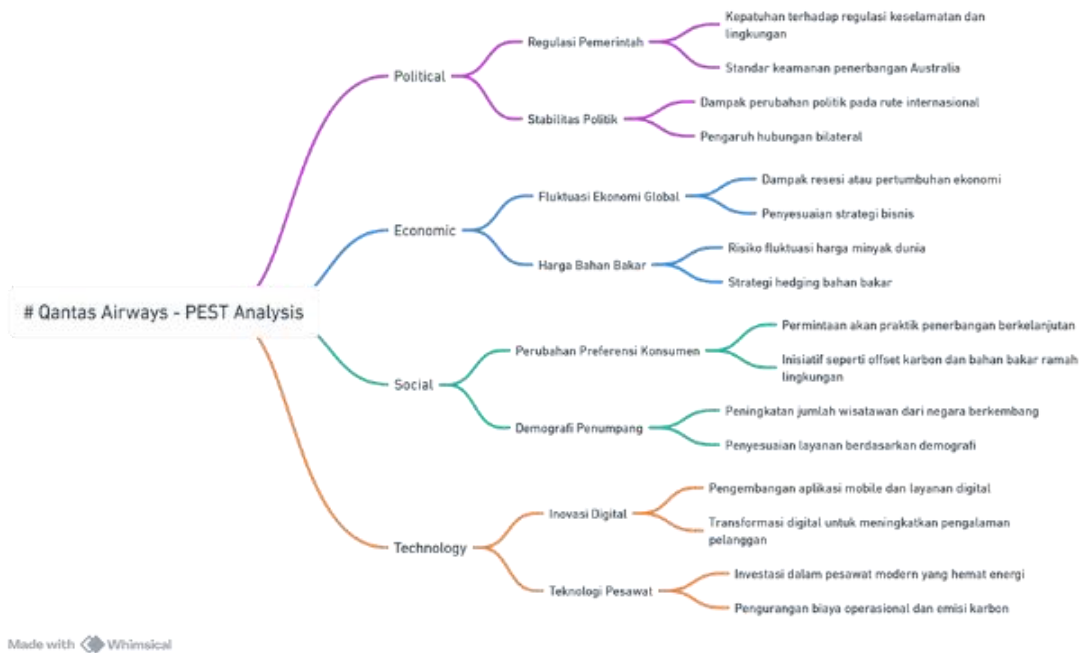 # Qantas Airways - PEST Analysis
Political
Regulasi Pemerintah
Kepatuhan terhadap regulasi keselamatan dan
lingkungan
Standar keamanan penerbangan Australia
Stabilitas Politik
Dampak perubahan politik pada rute internasional
Pengaruh hubungan bilateral
Economic
Fluktuasi Ekonomi Global
Dampak resesi atau pertumbuhan ekonomi
Penyesuaian strategi bisnis
Harga Bahan Bakar
Risiko fluktuasi harga minyak dunia
Strategi hedging bahan bakar
Social
Perubahan Preferensi Konsumen
Permintaan akan praktik penerbangan berkelanjutan
Inisiatif seperti offset karbon dan bahan bakar ramah
lingkungan
Demografi Penumpang
Peningkatan jumlah wisatawan dari negara berkembang
Penyesuaian layanan berdasarkan demografi
Technology
Inovasi Digital
Pengembangan aplikasi mobile dan layanan digital
Transformasi digital untuk meningkatkan pengalaman
pelanggan
Teknologi Pesawat
Investasi dalam pesawat modern yang hemat energi
Pengurangan biaya operasional dan emisi karbon
Made with Whimsical